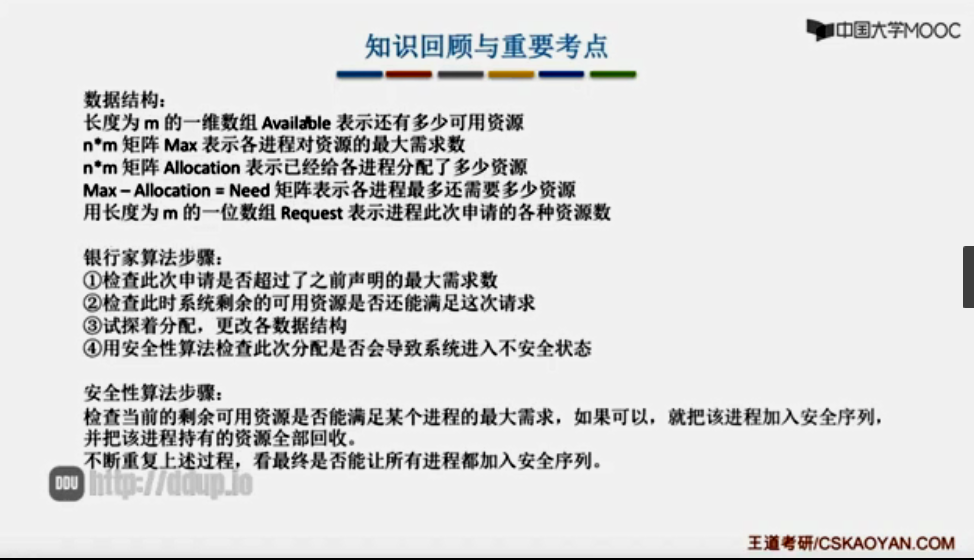 中国大学MOOC
知识回顾与重要考点
数据结构：
长度为 m 的一维数组 Available 表示还有多少可用资源
n*m 矩阵 Max 表示各进程对资源的最大需求数
n*m 矩阵 Allocation 表示已经给各进程分配了多少资源
Max – Allocation = Need 矩阵表示各进程最多还需要多少资源
用长度为 m 的一位数组 Request 表示进程此次申请的各种资源数
银行家算法步骤：
①检查此次申请是否超过了之前声明的最大需求数
②检查此时系统剩余的可用资源是否还能满足这次请求
③试探着分配，更改各数据结构
④用安全性算法检查此次分配是否会导致系统进入不安全状态
安全性算法步骤：
检查当前的剩余可用资源是否能满足某个进程的最大需求，如果可以，就把该进程加入安全序列，
并把该进程持有的资源全部回收。
不断重复上述过程，看最终是否能让所有进程都加入安全序列。
DDU http://ddup.io
王道考研/CSKAOYAN.COM